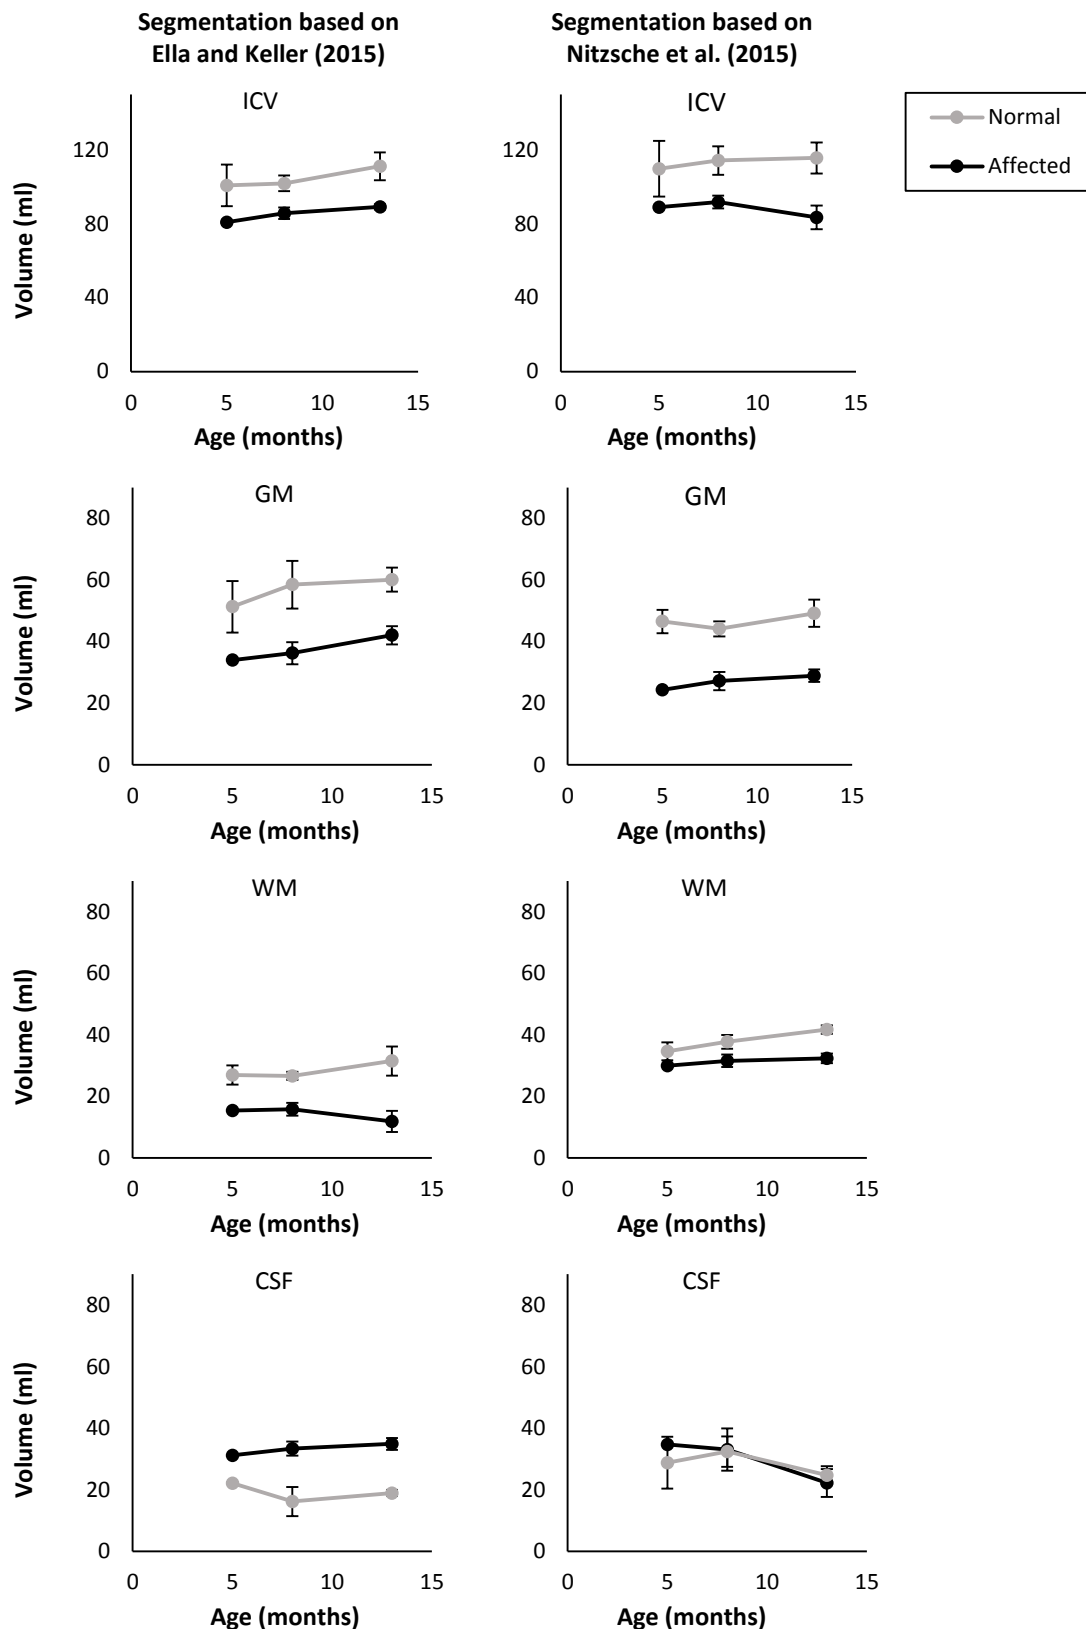 Segmentation based on
Ella and Keller (2015)
Segmentation based on
Nitzsche et al. (2015)
Normal
Affected
ICV
Volume (ml)
120
80
40
0
0 5 10 15
Age (months)
ICV
120
80
40
0
0 5 10 15
Age (months)
GM
Volume (ml)
80
60
40
20
0
0 5 10 15
Age (months)
GM
80
60
40
20
0
0 5 10 15
Age (months)
WM
Volume (ml)
80
60
40
20
0
0 5 10 15
Age (months)
WM
80
60
40
20
0
0 5 10 15
Age (months)
CSF
Volume (ml)
80
60
40
20
0
0 5 10 15
Age (months)
CSF
80
60
40
20
0
0 5 10 15
Age (months)